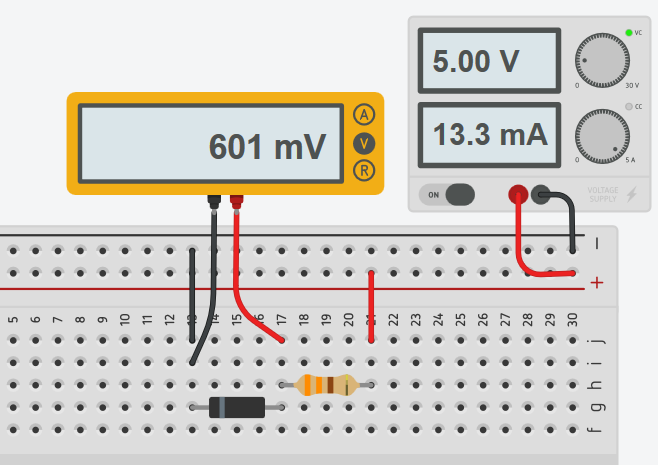 5.00 V
VC
0 30 V
601 mV
A
V
R
13.3 mA
CC
0 5 A
ON
VOLTAGE
SUPPLY
−
+
5 6 7 8 9 10 11 12 13 14 15 16 17 18 19 20 21 22 23 24 25 26 27 28 29 30
j
i
h
g
f